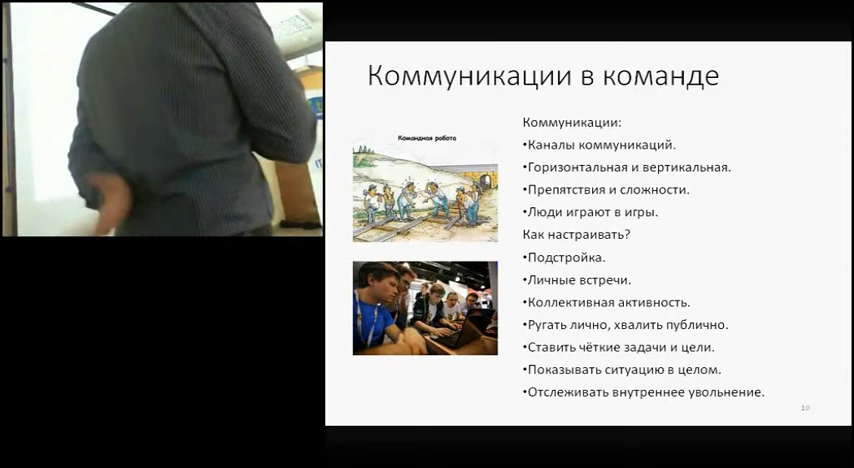 Коммуникации в команде
Командная работа
Коммуникации:
•Каналы коммуникаций.
•Горизонтальная и вертикальная.
•Препятствия и сложности.
•Люди играют в игры.
Как настраивать?
•Подстройка.
•Личные встречи.
•Коллективная активность.
•Ругать лично, хвалить публично.
•Ставить чёткие задачи и цели.
•Показывать ситуацию в целом.
•Отслеживать внутреннее увольнение.
10